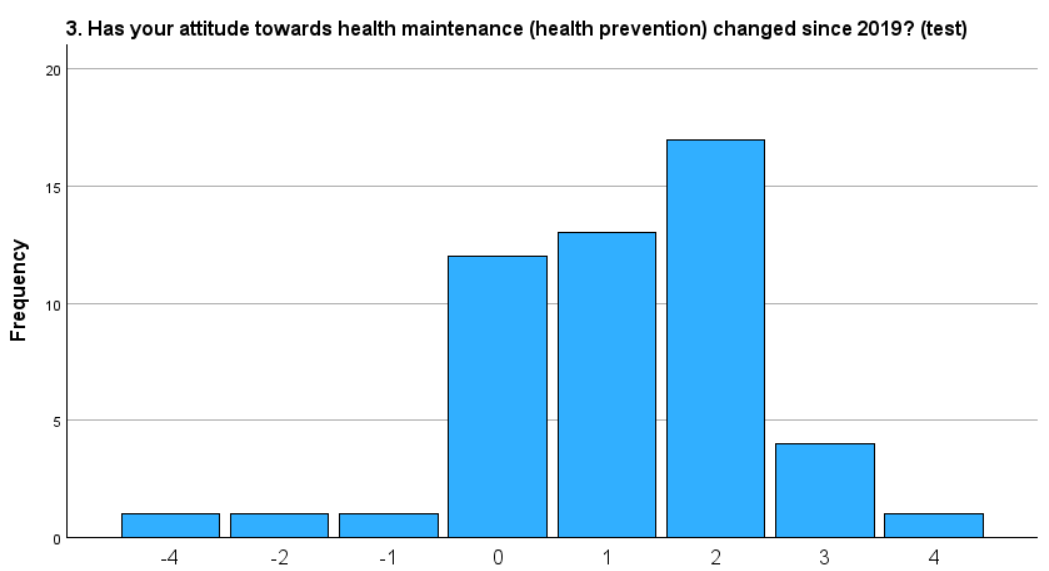 3. Has your attitude towards health maintenance (health prevention) changed since 2019? (test)
Frequency
20
15
10
5
0
-4 -2 -1 0 1 2 3 4